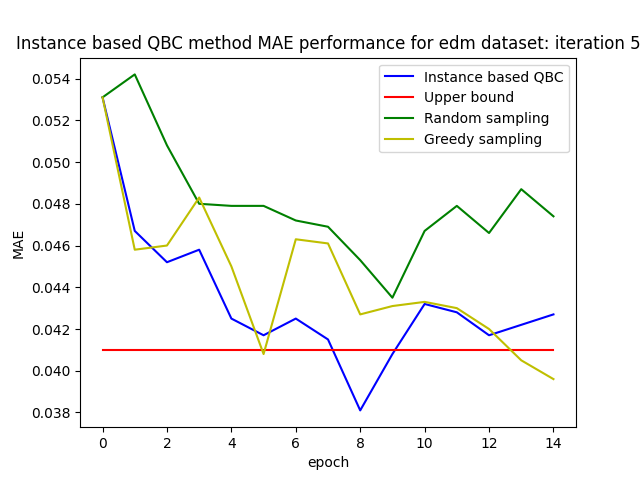 Instance based QBC method MAE performance for edm dataset: iteration 5
0.054
0.052
0.050
0.048
0.046
0.044
0.042
0.040
0.038
MAE
Instance based QBC
Upper bound
Random sampling
Greedy sampling
0 2 4 6 8 10 12 14
epoch